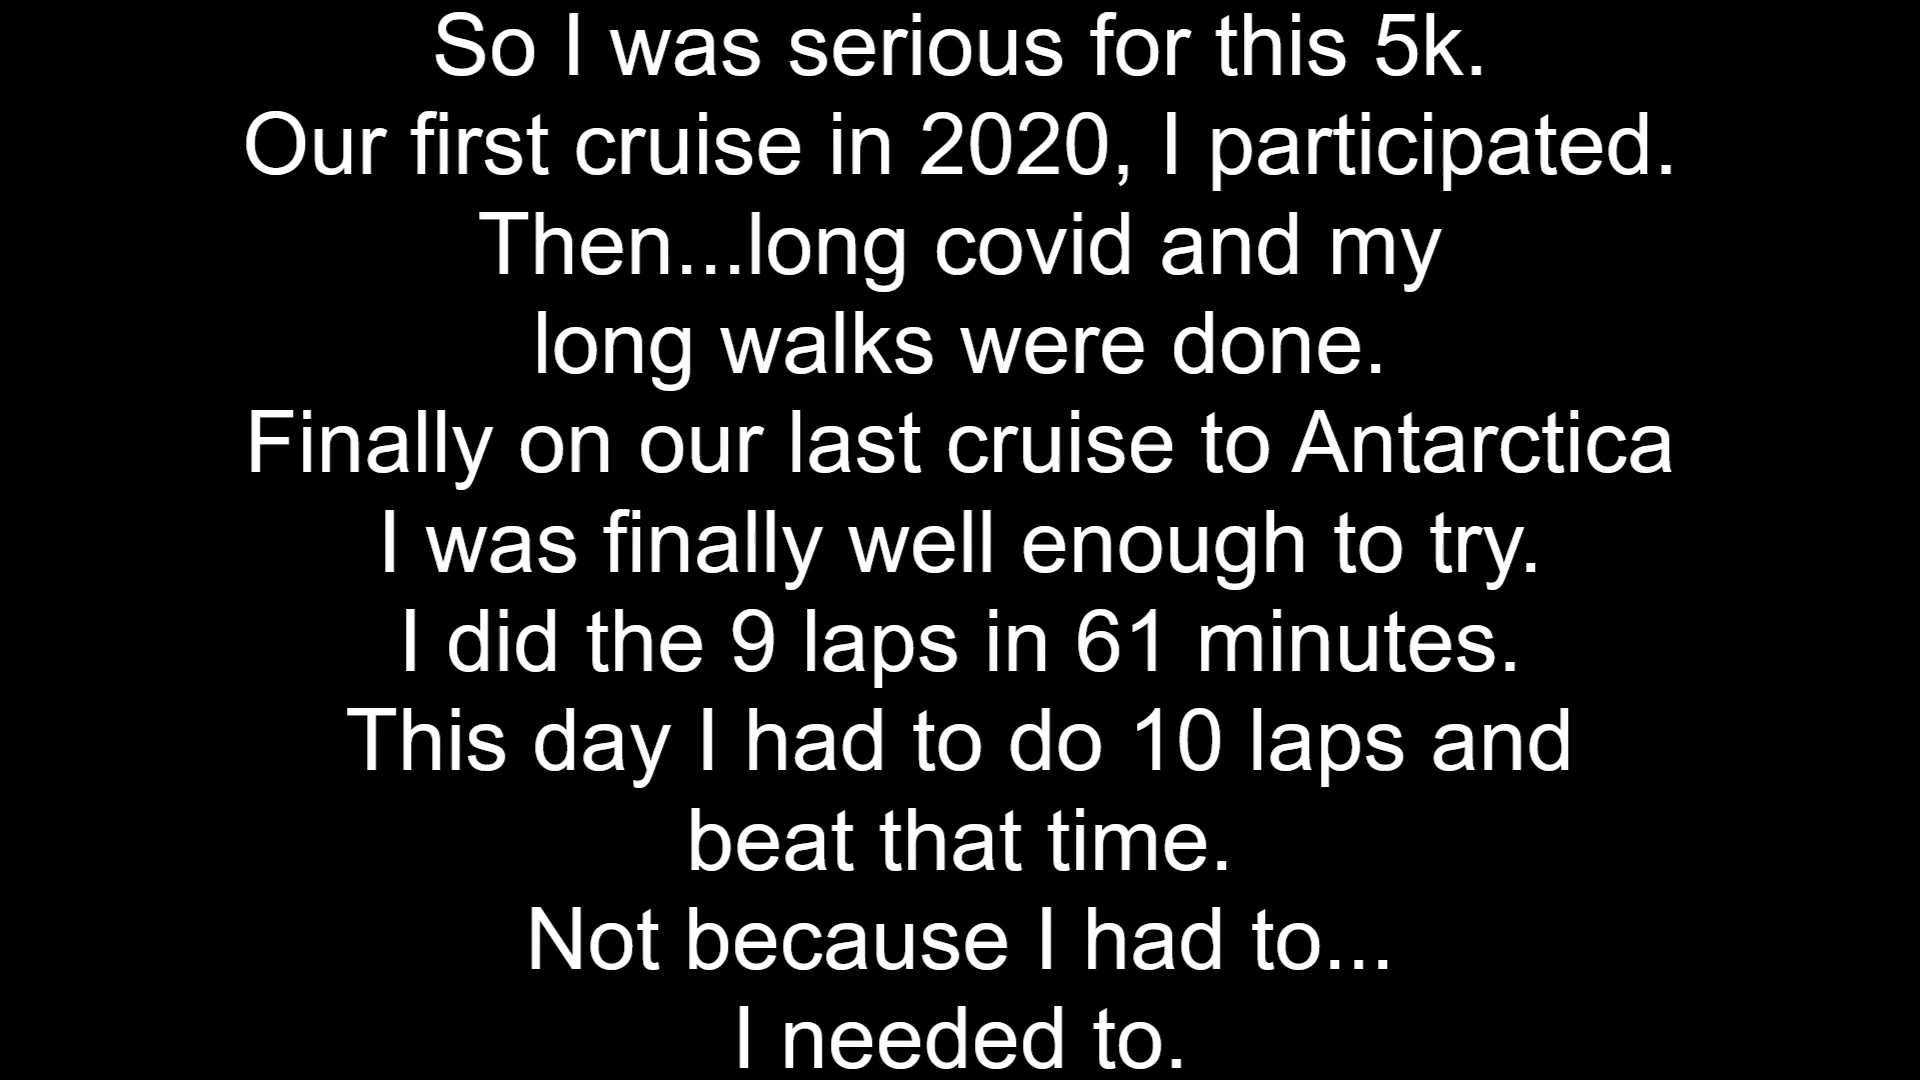 So I was serious for this 5k.
Our first cruise in 2020, I participated.
Then...long covid and my
long walks were done.
Finally on our last cruise to Antarctica
I was finally well enough to try.
I did the 9 laps in 61 minutes.
This day I had to do 10 laps and
beat that time.
Not because I had to...
I needed to.